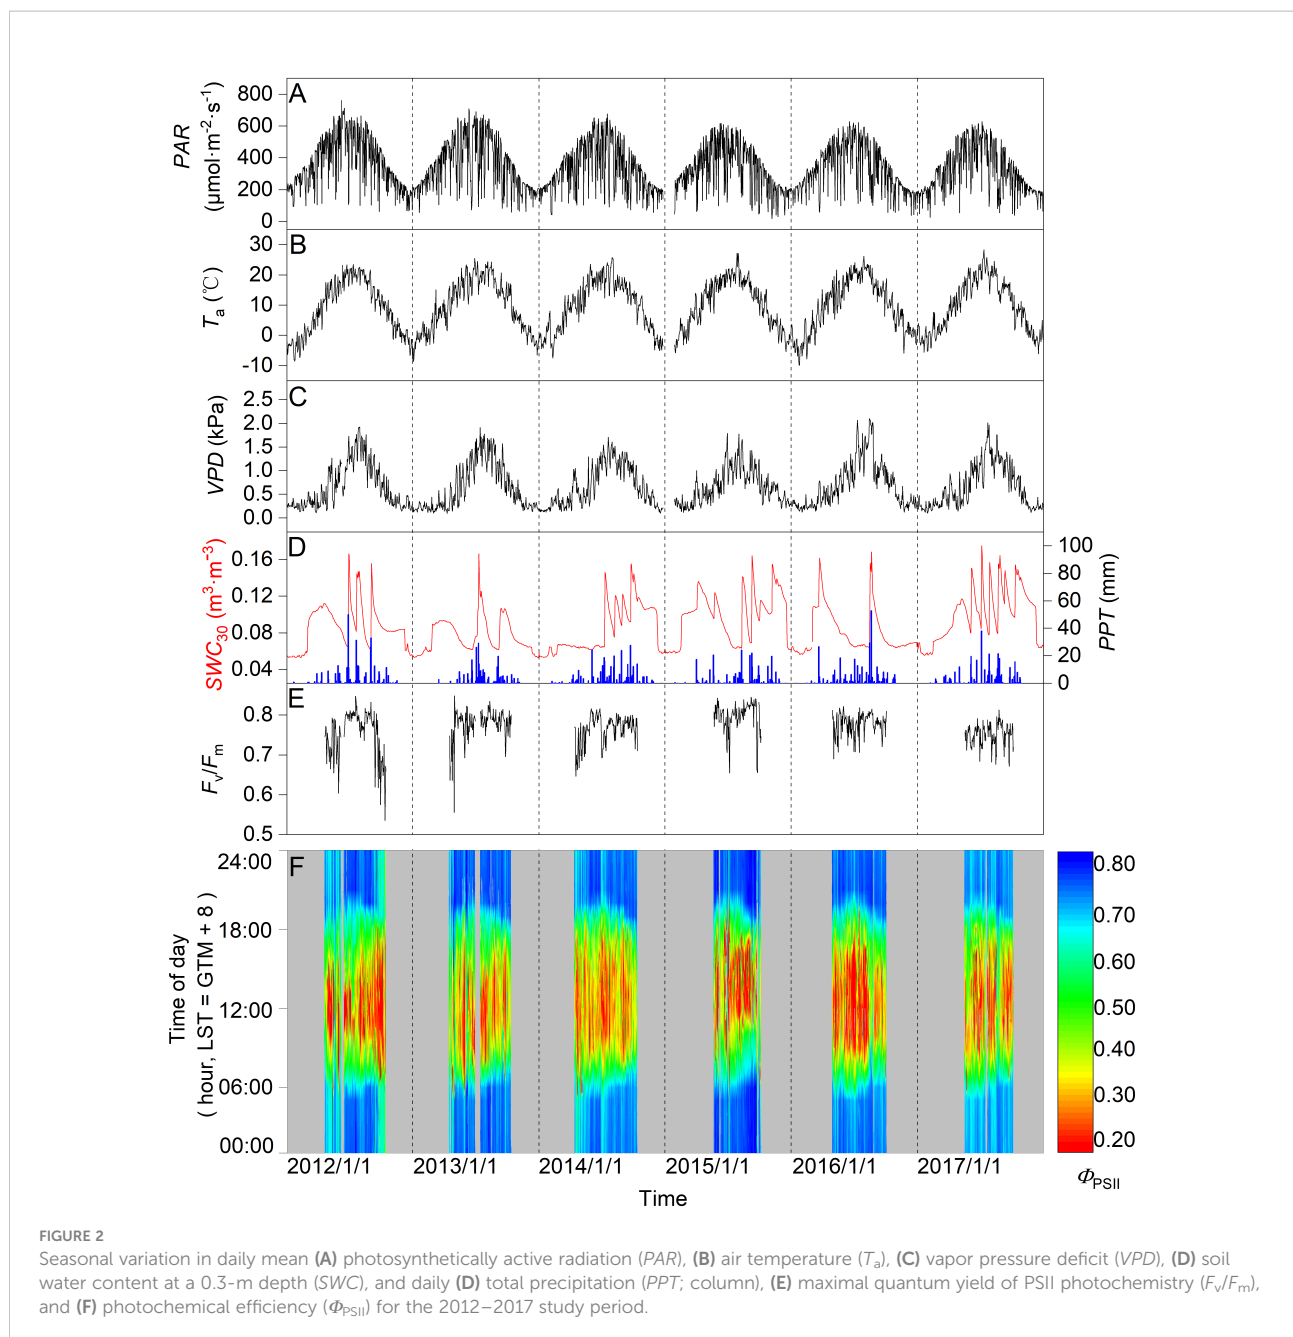 A
800
600
400
200
0
PAR
(μmol·m-2·s-1)
B
30
20
10
0
-10
Ta (℃)
C
2.5
2.0
1.5
1.0
0.5
0.0
VPD (kPa)
D
0.16
0.12
0.08
0.04
SWC30 (m3·m-3)
100
80
60
40
20
0
PPT (mm)
E
0.8
0.7
0.6
0.5
Fv/Fm
F
24:00
18:00
12:00
06:00
00:00
Time of day
( hour, LST = GTM + 8 )
0.80
0.70
0.60
0.50
0.40
0.30
0.20
ΦPSII
2012/1/1 2013/1/1 2014/1/1 2015/1/1 2016/1/1 2017/1/1
Time
FIGURE 2
Seasonal variation in daily mean (A) photosynthetically active radiation (PAR), (B) air temperature (Ta), (C) vapor pressure deficit (VPD), (D) soil
water content at a 0.3-m depth (SWC), and daily (D) total precipitation (PPT; column), (E) maximal quantum yield of PSII photochemistry (Fv/Fm),
and (F) photochemical efficiency (ΦPSII) for the 2012–2017 study period.